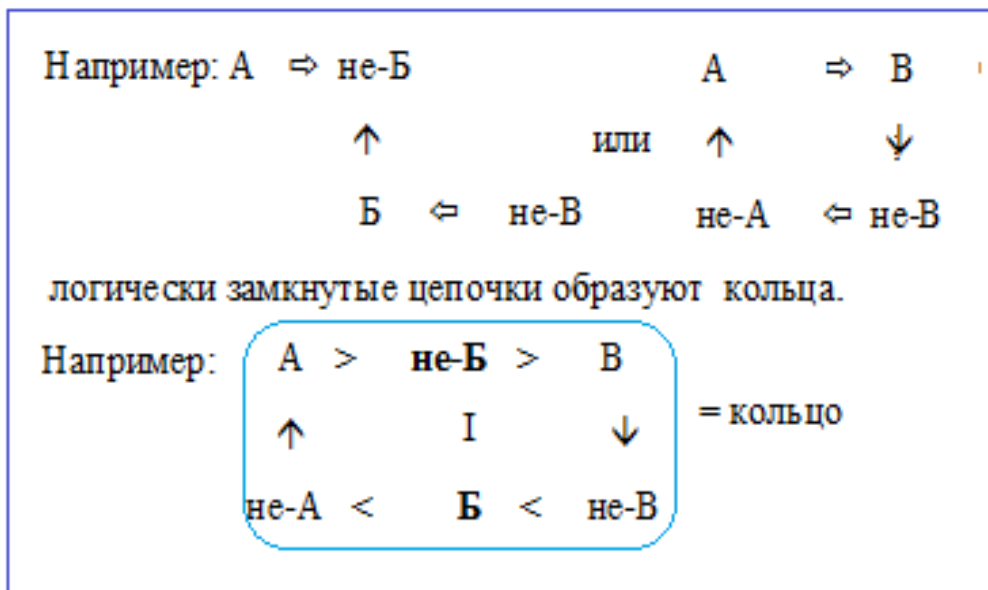 Например: А ⇨ не-Б А ⇨ В
↑ или ↑ ↓
Б ⇦ не-В не-А ⇦ не-В
логически замкнутые цепочки образуют кольца.
Например: А > не-Б > В
↑ I ↓ = кольцо
не-А < Б < не-В